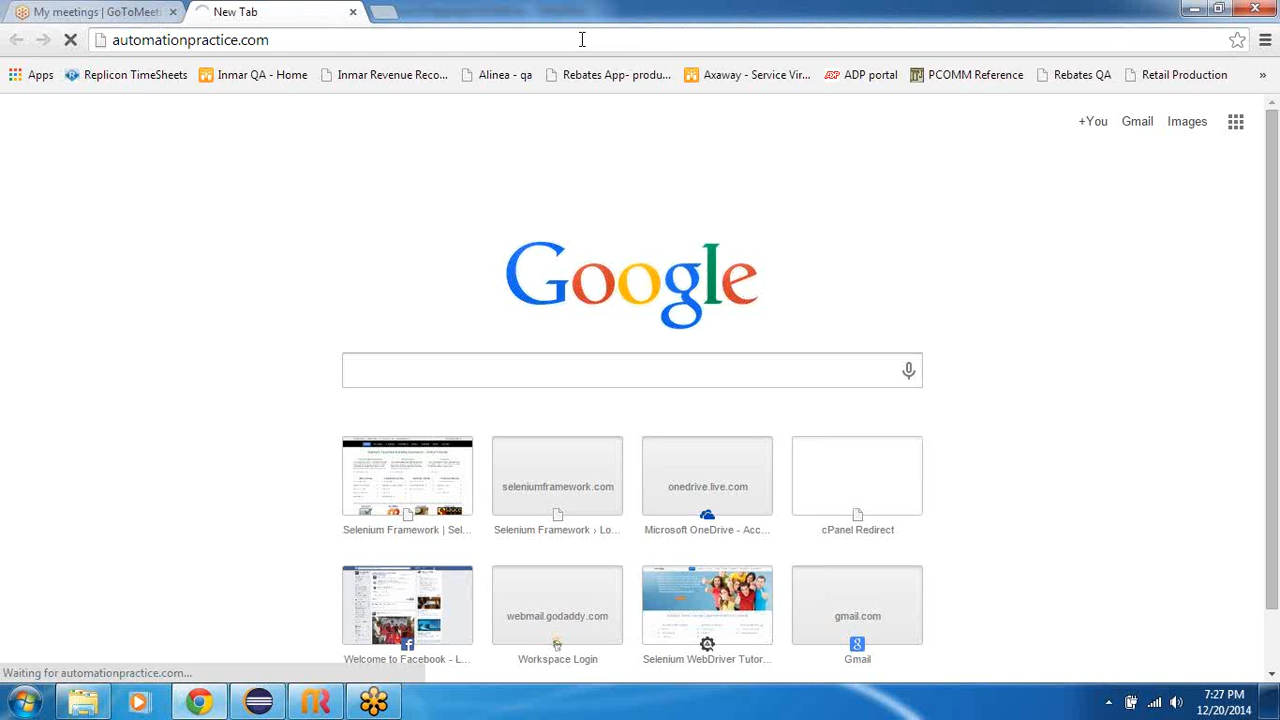 My meetings | GoToMeeti
New Tab
automationpractice.com
Apps
Replicon TimeSheets
Inmar QA - Home
Inmar Revenue Ro...
Alinea - qa
Rebates App- produ...
Axaway - Service Vir...
ADP portal
PCOMM Reference
Rebates QA
Retail Production
»
+You
Gmail
Images
Google
seleniumframework.com
onedrive.live.com
Selenium Framework | Sel...
Selenium Framework › Lo...
Microsoft OneDrive - Acc...
cPanel Redirect
webmail.godaddy.com
gmail.com
Welcome to Facebook - L...
Workspace Login
Selenium WebDriver Tutor...
Gmail
Waiting for automationpractice.com...
7:27 PM
12/20/2014